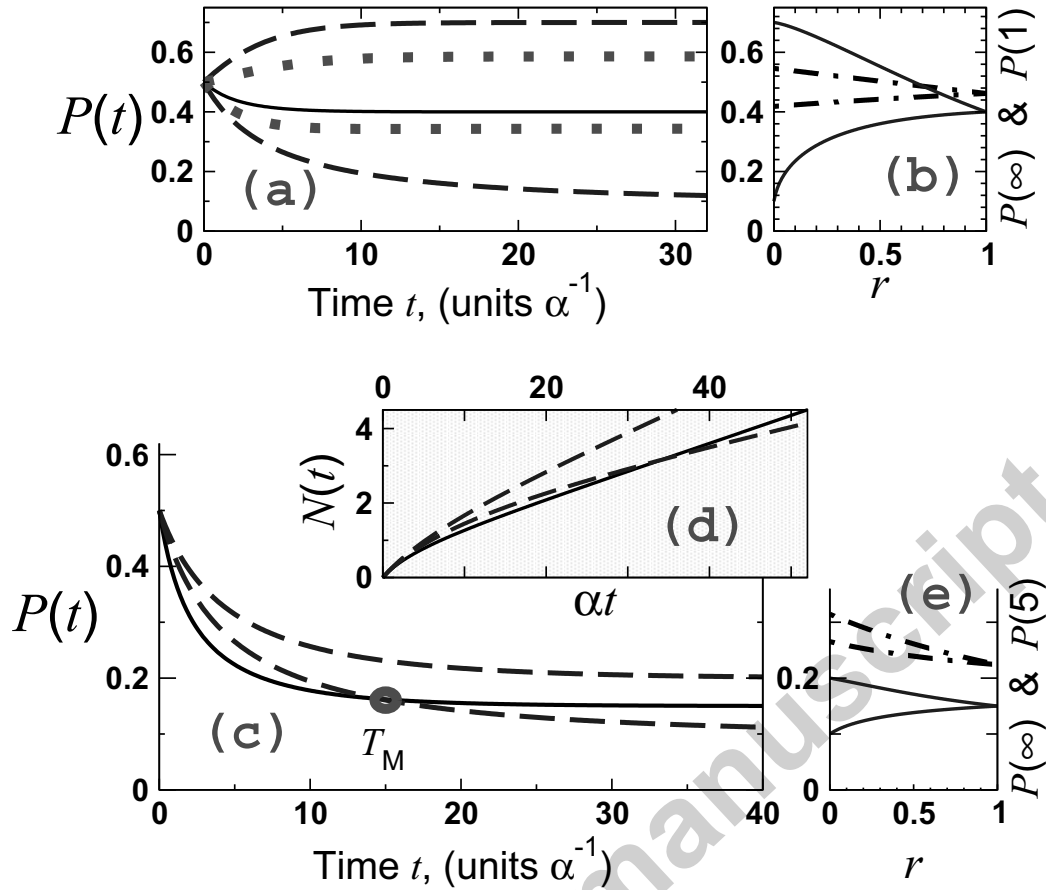 0.6
0.4
0.2
0
P(t)
(a)
0 10 20 30
Time t, (units α⁻¹)
0.6
0.4
0.2
0
(b)
0 0.5 1
r
P(∞) & P(1)
0 20 40
4
2
0
N(t)
(d)
αt
0.6
0.4
0.2
0
P(t)
(c)
T_M
0 10 20 30 40
Time t, (units α⁻¹)
(e)
0.2
0
0 0.5 1
r
P(∞) & P(5)
manuscript